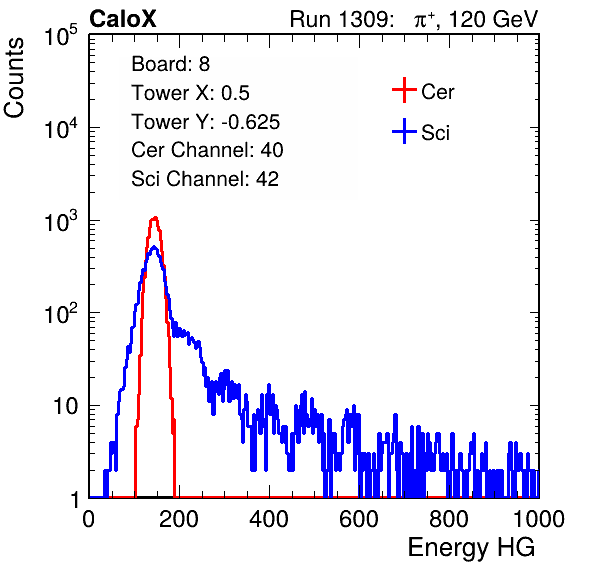 CaloX Run 1309: π⁺, 120 GeV
Counts
Board: 8
Tower X: 0.5
Tower Y: -0.625
Cer Channel: 40
Sci Channel: 42
Cer
Sci
10⁵
10⁴
10³
10²
10
1
0 200 400 600 800 1000
Energy HG